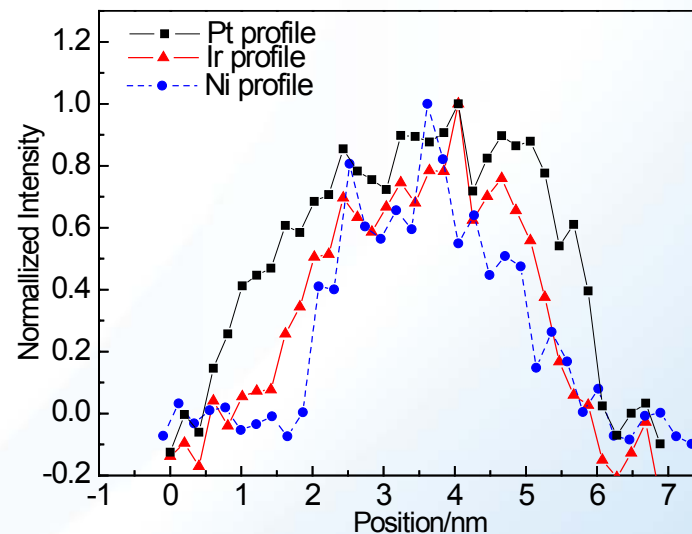 Pt profile
Ir profile
Ni profile
1.2
1.0
0.8
0.6
0.4
0.2
0.0
-0.2
Normallized Intensity
-1 0 1 2 3 4 5 6 7
Position/nm